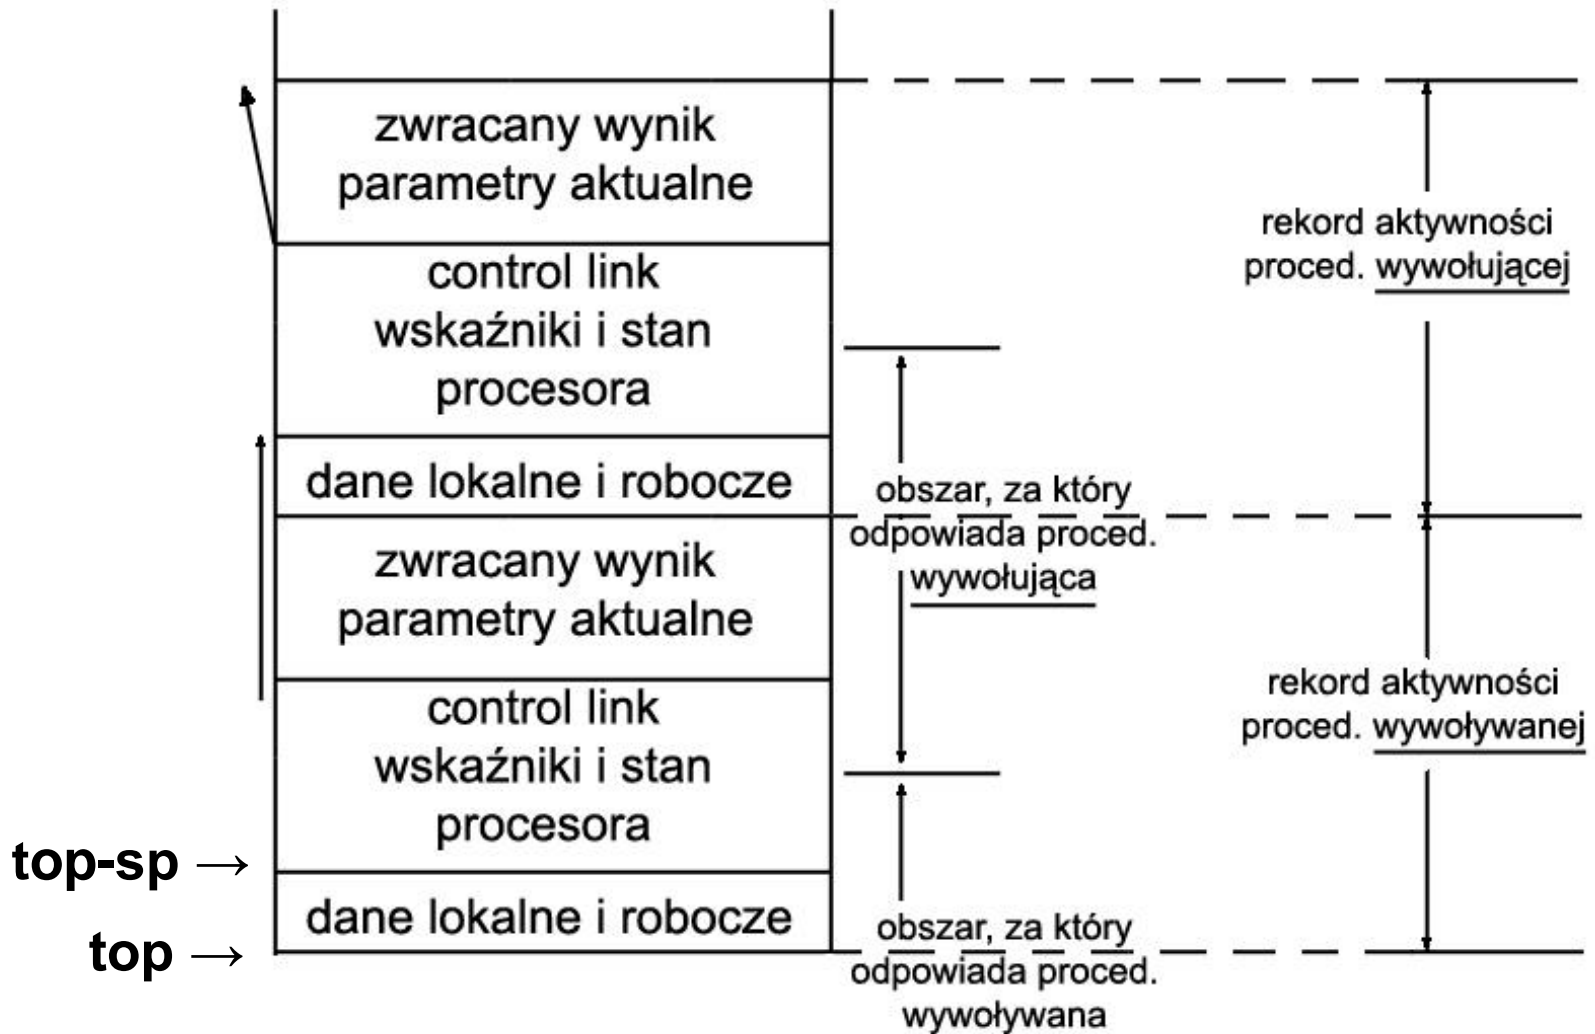 zwracany wynik
parametry aktualne
control link
wskaźniki i stan
procesora
dane lokalne i robocze
zwracany wynik
parametry aktualne
control link
wskaźniki i stan
procesora
dane lokalne i robocze
top-sp →
top →
obszar, za który
odpowiada proced.
wywołująca
obszar, za który
odpowiada proced.
wywoływana
rekord aktywności
proced. wywołującej
rekord aktywności
proced. wywoływanej